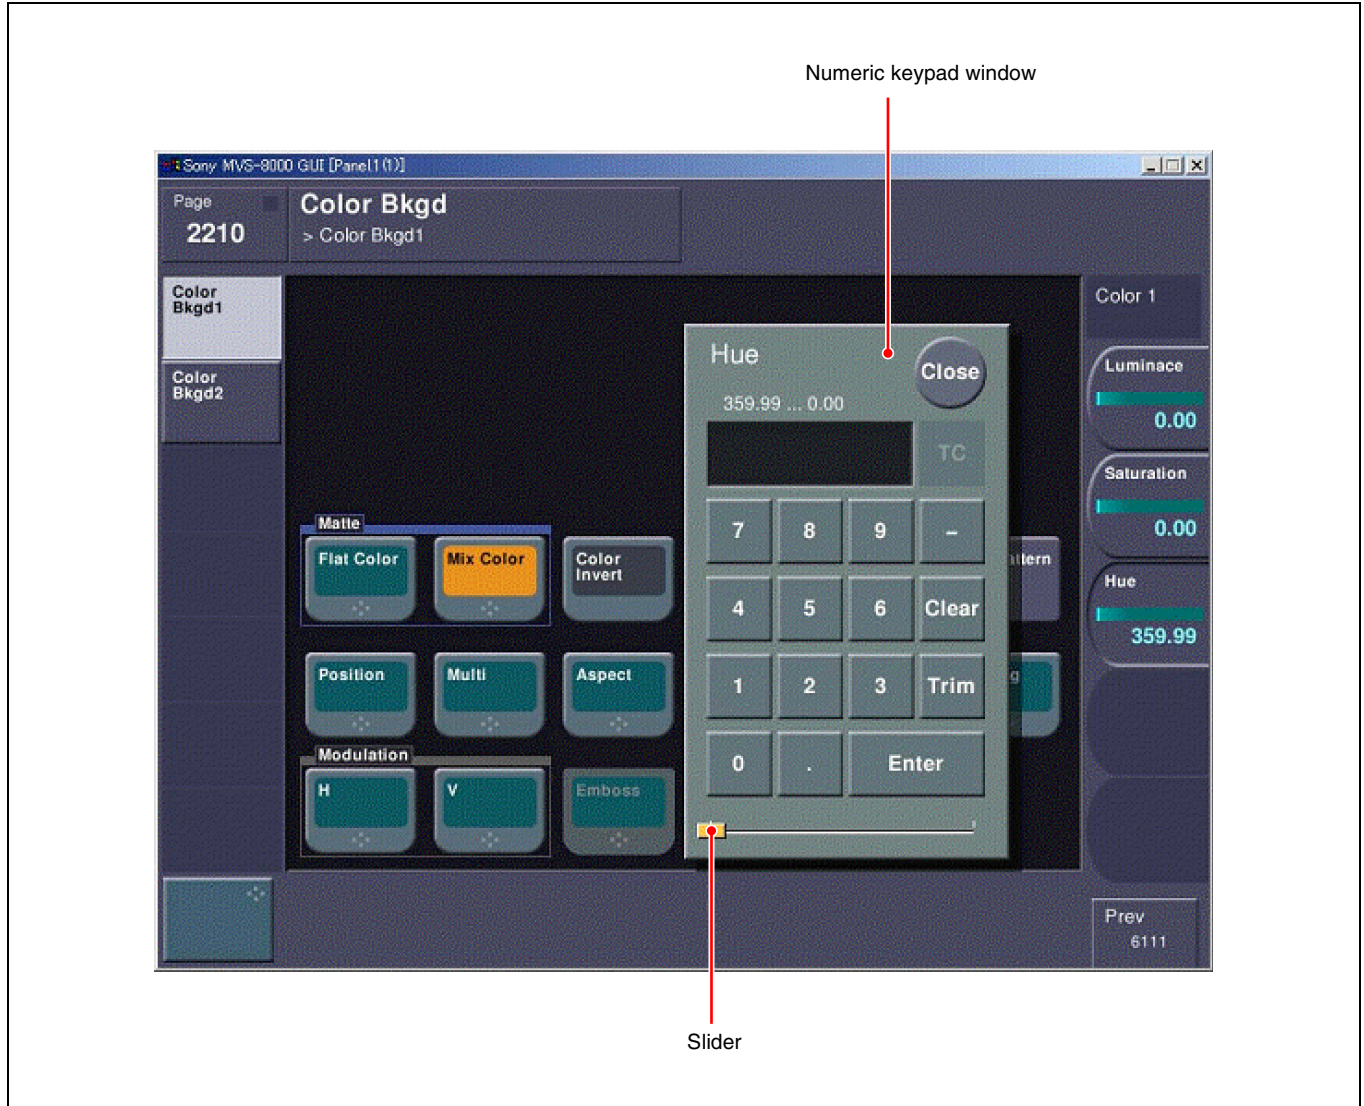 Numeric keypad window
Sony MVS-8000 GUI [Panel1(1)]
Page
2210
Color Bkgd
> Color Bkgd1
Color
Bkgd1
Color
Bkgd2
Color 1
Luminace
0.00
Saturation
0.00
Hue
359.99
Hue
Close
359.99 ... 0.00
TC
7 8 9 –
4 5 6 Clear
1 2 3 Trim
0 . Enter
Matte
Flat Color
Mix Color
Color
Invert
attern
Position
Multi
Aspect
g
Modulation
H
V
Emboss
Prev
6111
Slider